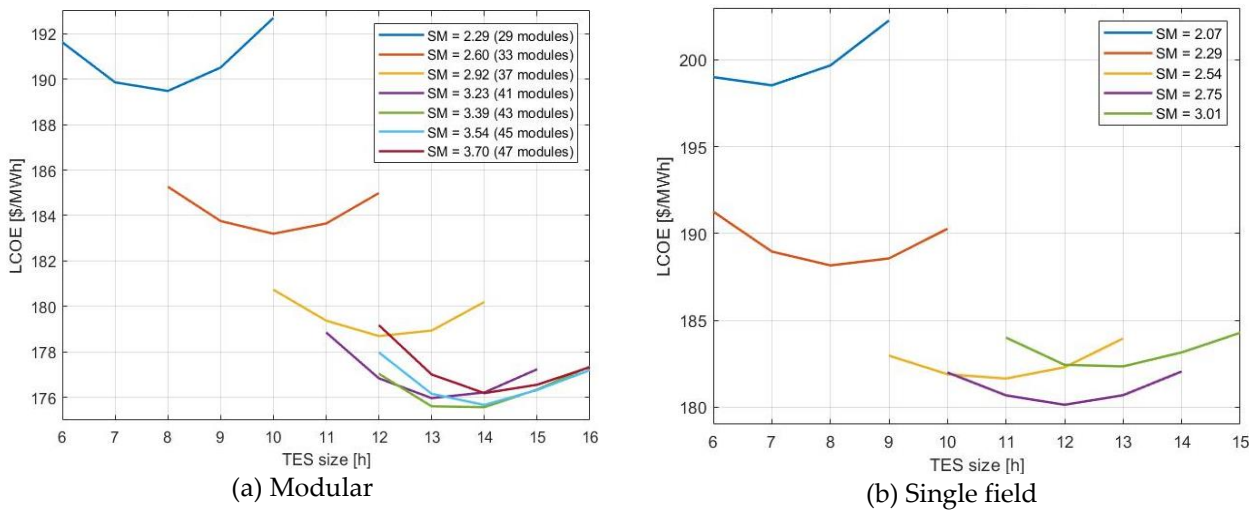 192
190
188
186
184
182
180
178
176
LCOE [$/MWh]
SM = 2.29 (29 modules)
SM = 2.60 (33 modules)
SM = 2.92 (37 modules)
SM = 3.23 (41 modules)
SM = 3.39 (43 modules)
SM = 3.54 (45 modules)
SM = 3.70 (47 modules)
6 7 8 9 10 11 12 13 14 15 16
TES size [h]
(a) Modular
200
195
190
185
180
LCOE [$/MWh]
SM = 2.07
SM = 2.29
SM = 2.54
SM = 2.75
SM = 3.01
6 7 8 9 10 11 12 13 14 15
TES size [h]
(b) Single field